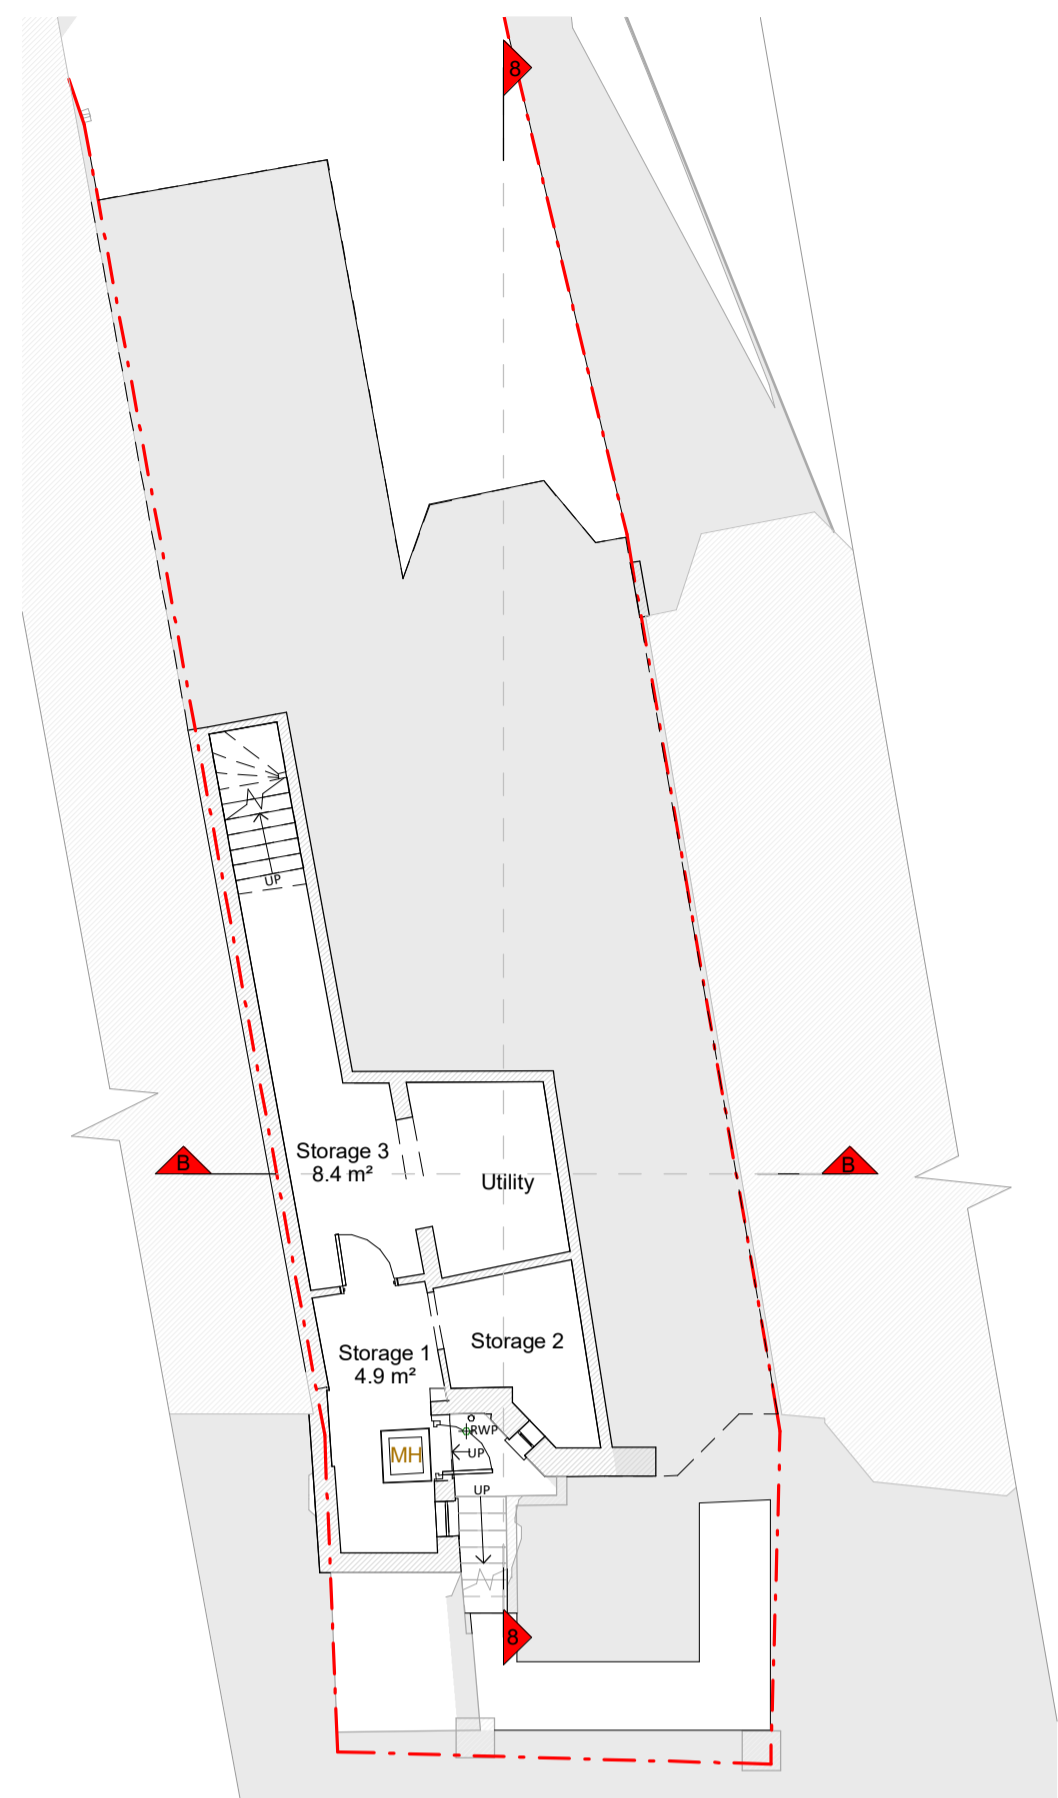 8
UP
Storage 3
8.4 m²
B
B
Utility
Storage 2
Storage 1
4.9 m²
RWP
MH
UP
UP
8